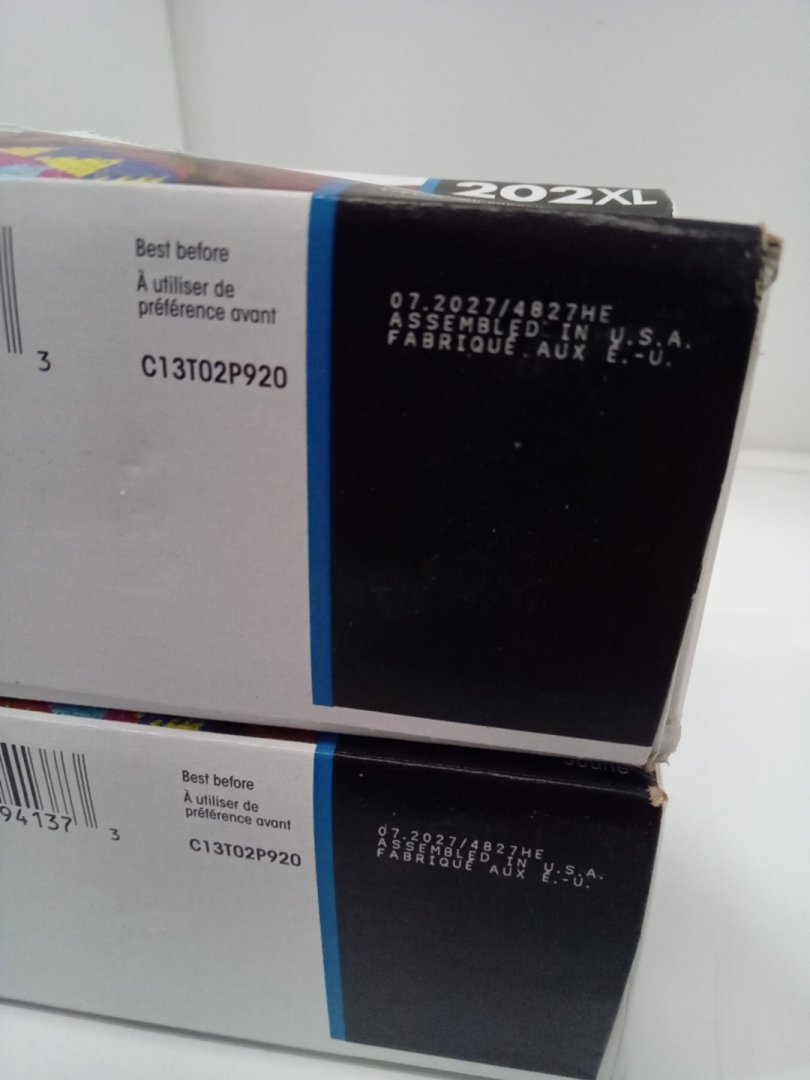 202XL
Best before
À utiliser de
préférence avant
3
C13T02P920
07.2027/4827HE
ASSEMBLED IN U.S.A.
FABRIQUÉ AUX É.-U.
94137
3
Best before
À utiliser de
préférence avant
C13T02P920
07.2027/4827HE
ASSEMBLED IN U.S.A.
FABRIQUÉ AUX É.-U.